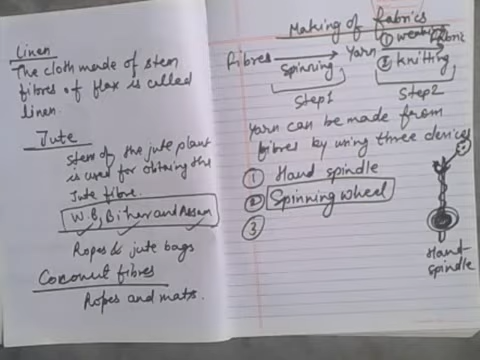 Linen
The cloth made of stem
fibres of flax is called
linen.
Jute
stem of the jute plant
is used for obtaining the
Jute fibre.
W.B, Bihar and Assam
Ropes & jute bags
Coconut fibres
Ropes and mats.
Making of fabrics
Fibres → Yarn ① weaving fabric
Spinning ② knitting
Step1 Step2
Yarn can be made from
fibres by using three devices
① Hand spindle
② Spinning wheel
③
Hand-
spindle